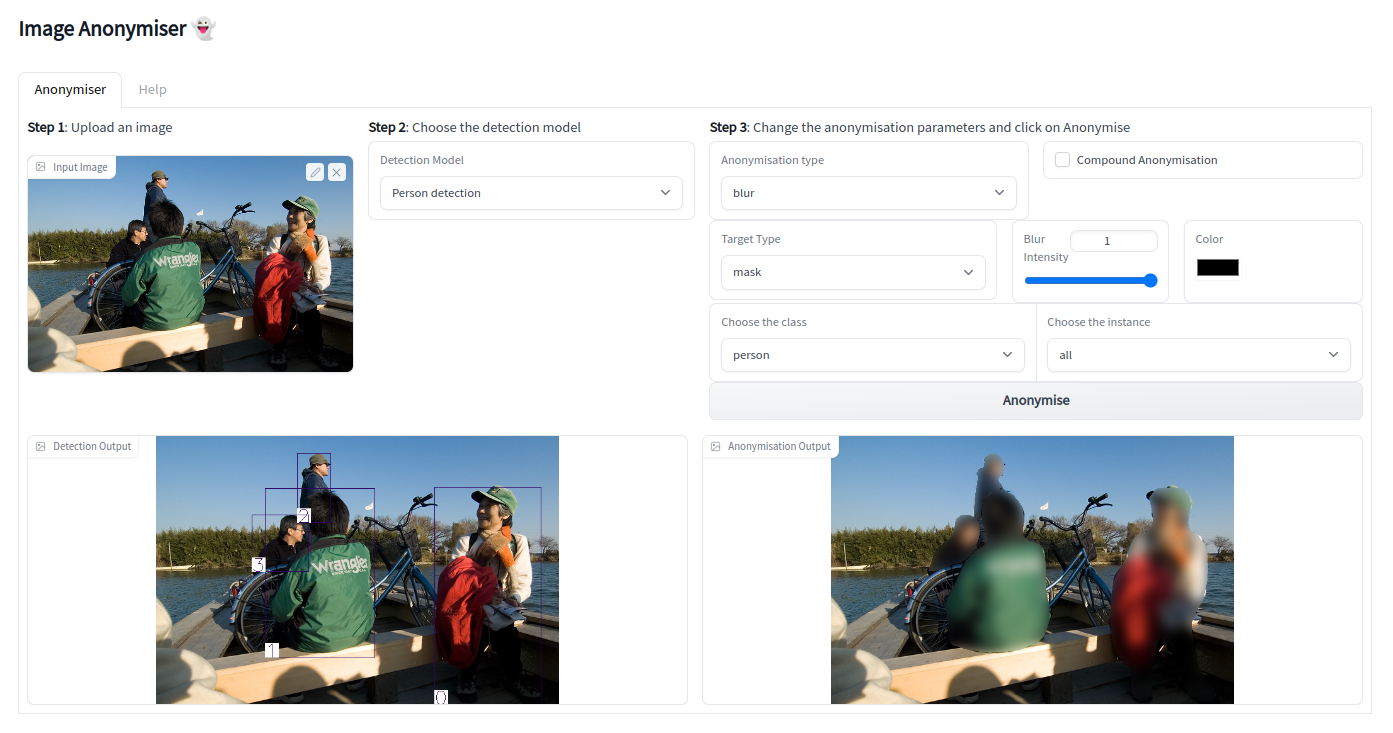 Image Anonymiser 👻
Anonymiser
Help
Step 1: Upload an image
Step 2: Choose the detection model
Step 3: Change the anonymisation parameters and click on Anonymise
Input Image
Wrangler
Detection Model
Person detection
Anonymisation type
blur
Compound Anonymisation
Target Type
mask
Blur Intensity
1
Color
Choose the class
person
Choose the instance
all
Anonymise
Detection Output
2
3
Wrangler
1
0
Anonymisation Output